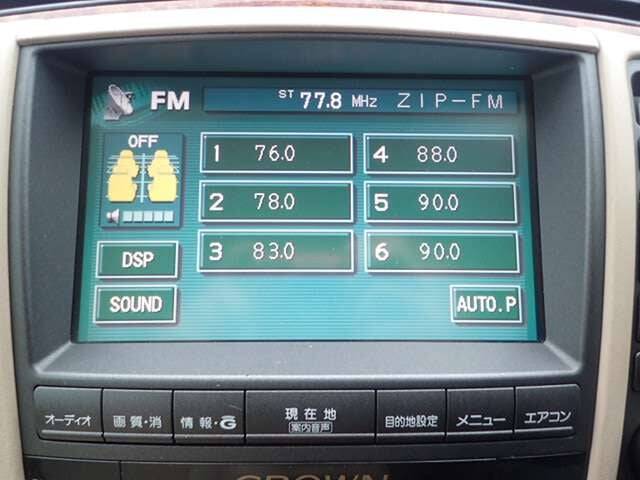 FM ST 77.8 MHz ZIP-FM
OFF
1 76.0 4 88.0
2 78.0 5 90.0
3 83.0 6 90.0
DSP
SOUND AUTO.P
オーディオ 画質・消 情報・G 現在地 目的地設定 メニュー エアコン
案内音声
CROWN